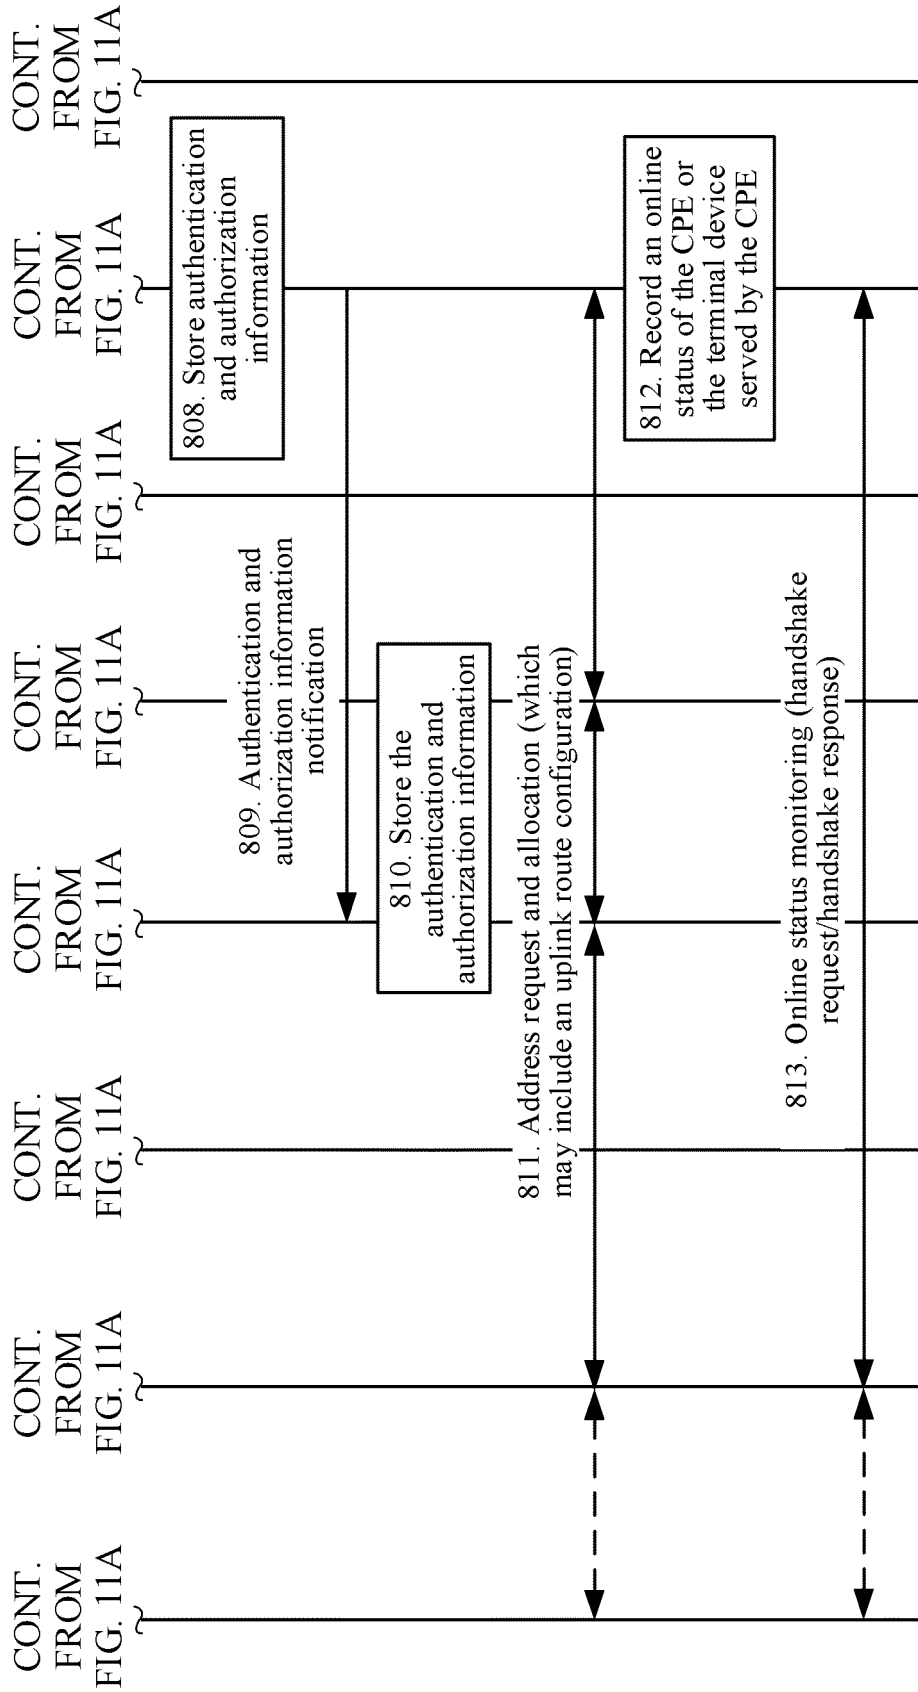 CONT.
FROM
FIG. 11A
CONT.
FROM
FIG. 11A
CONT.
FROM
FIG. 11A
CONT.
FROM
FIG. 11A
CONT.
FROM
FIG. 11A
CONT.
FROM
FIG. 11A
CONT.
FROM
FIG. 11A
CONT.
FROM
FIG. 11A
808. Store authentication
and authorization
information
809. Authentication and
authorization information
notification
810. Store the
authentication and
authorization information
811. Address request and allocation (which
may include an uplink route configuration)
812. Record an online
status of the CPE or
the terminal device
served by the CPE
813. Online status monitoring (handshake
request/handshake response)